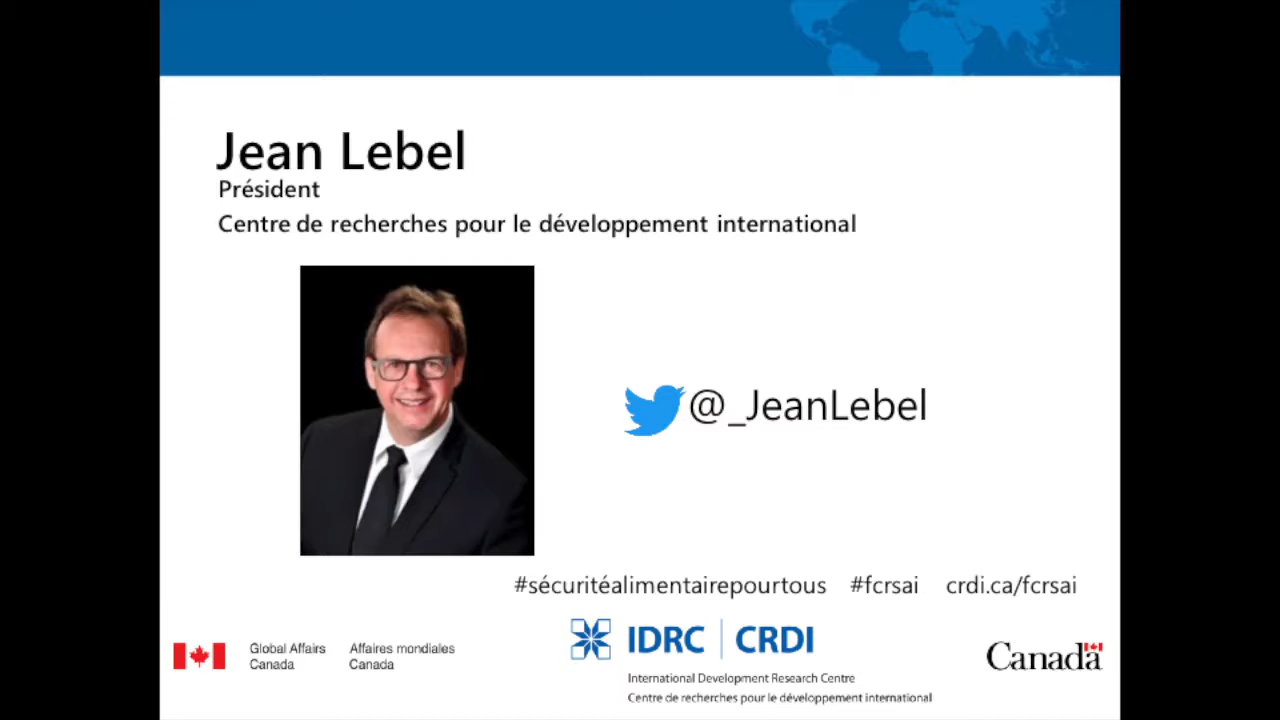 Jean Lebel
Président
Centre de recherches pour le développement international
@_JeanLebel
#sécuritéalimentairepourtous #fcrsai crdi.ca/fcrsai
Global Affairs Canada
Affaires mondiales Canada
IDRC | CRDI
International Development Research Centre
Centre de recherches pour le développement international
Canada